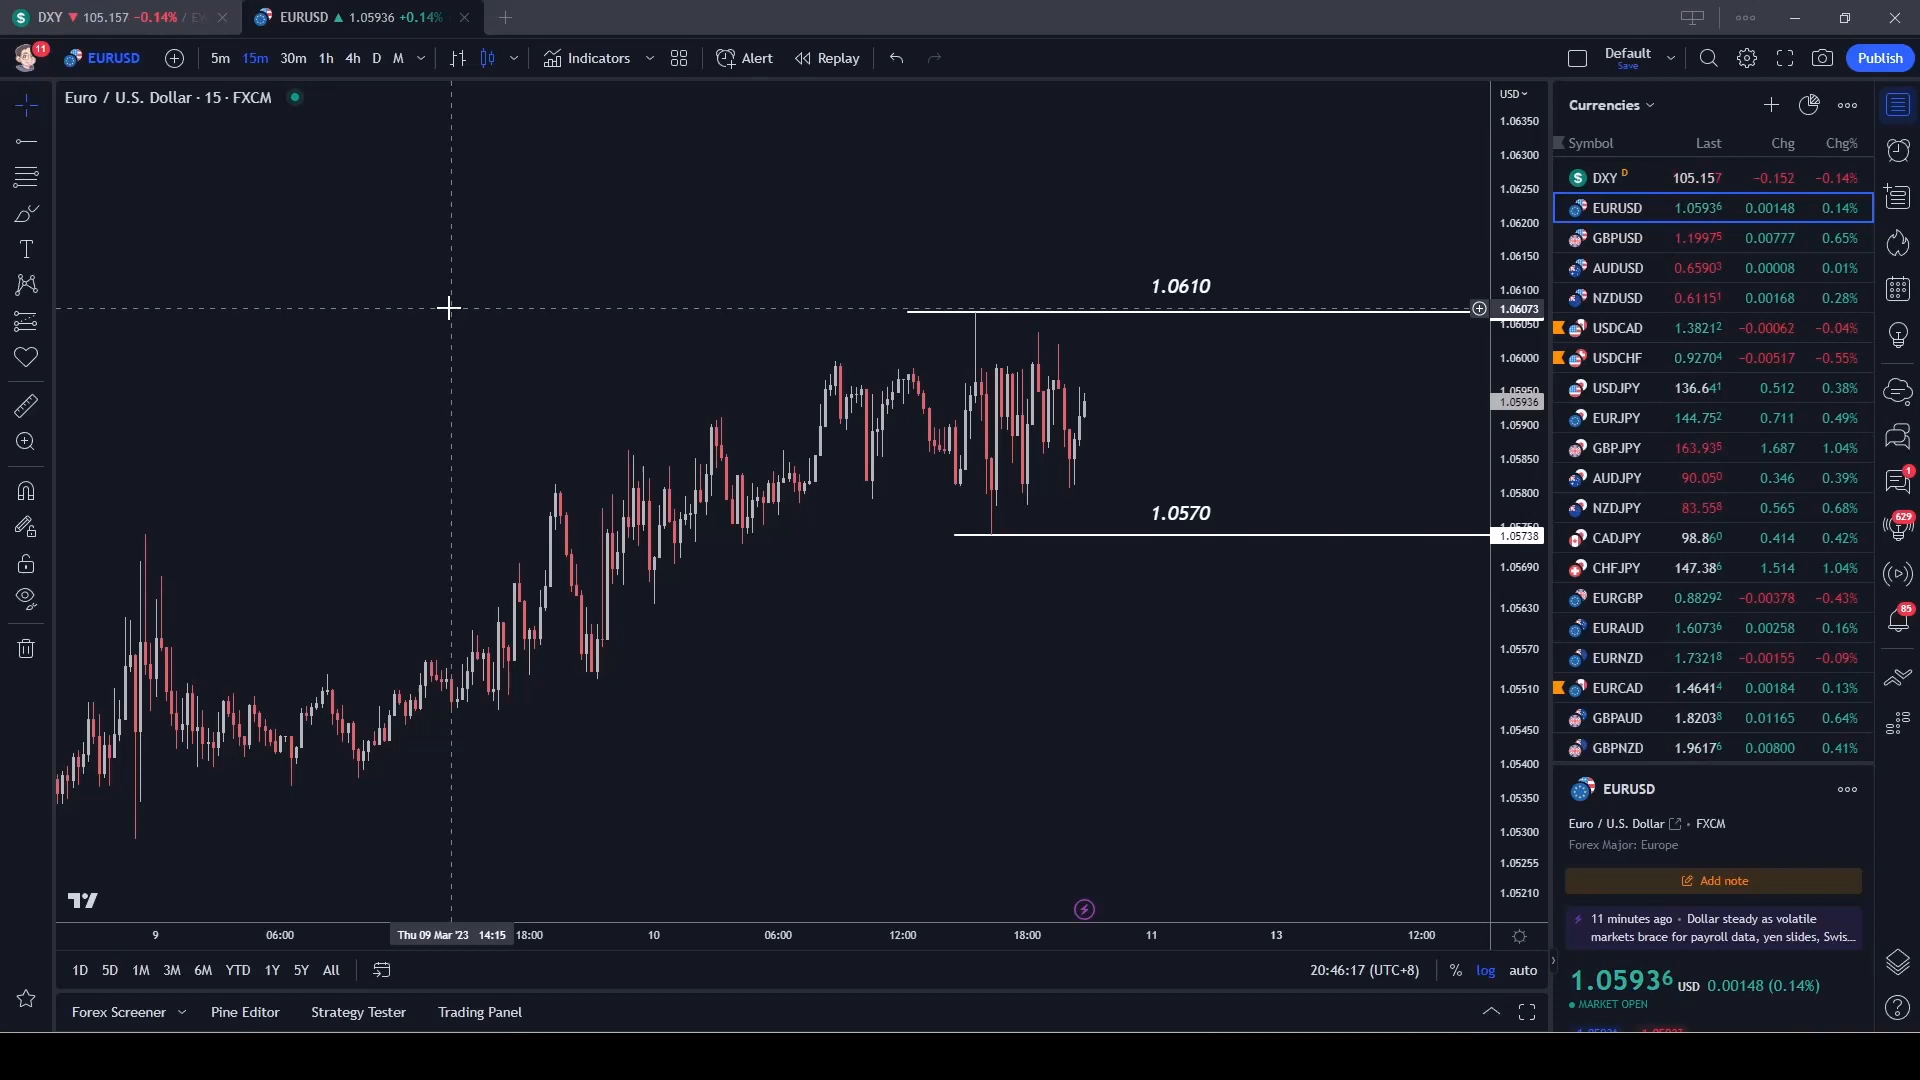 DXY ▼ 105.157 −0.14% /
EURUSD ▲ 1.05936 +0.14%
11
EURUSD
5m 15m 30m 1h 4h D M
Indicators
Alert
Replay
Default
Save
Publish
Euro / U.S. Dollar · 15 · FXCM
USD
1.06350
1.06300
1.06250
1.06200
1.06150
1.06100
1.06073
1.06050
1.06000
1.05950
1.05936
1.05900
1.05850
1.05800
1.05738
1.05690
1.05630
1.05570
1.05510
1.05450
1.05400
1.05350
1.05300
1.05255
1.05210
1.0610
1.0570
9 06:00 Thu 09 Mar '23 14:15 18:00 10 06:00 12:00 18:00 11 13 12:00
1D 5D 1M 3M 6M YTD 1Y 5Y All
20:46:17 (UTC+8) % log auto
Forex Screener Pine Editor Strategy Tester Trading Panel
Currencies
Symbol Last Chg Chg%
DXY D 105.157 −0.152 −0.14%
EURUSD 1.05936 0.00148 0.14%
GBPUSD 1.19975 0.00777 0.65%
AUDUSD 0.65903 0.00008 0.01%
NZDUSD 0.61151 0.00168 0.28%
USDCAD 1.38212 −0.00062 −0.04%
USDCHF 0.92704 −0.00517 −0.55%
USDJPY 136.641 0.512 0.38%
EURJPY 144.752 0.711 0.49%
GBPJPY 163.935 1.687 1.04%
AUDJPY 90.050 0.346 0.39%
NZDJPY 83.558 0.565 0.68%
CADJPY 98.860 0.414 0.42%
CHFJPY 147.386 1.514 1.04%
EURGBP 0.88292 −0.00378 −0.43%
EURAUD 1.60736 0.00258 0.16%
EURNZD 1.73218 −0.00155 −0.09%
EURCAD 1.46414 0.00184 0.13%
GBPAUD 1.82038 0.01165 0.64%
GBPNZD 1.96176 0.00800 0.41%
EURUSD
Euro / U.S. Dollar • FXCM
Forex Major: Europe
Add note
11 minutes ago • Dollar steady as volatile
markets brace for payroll data, yen slides, Swis...
1.05936 USD 0.00148 (0.14%)
MARKET OPEN
1
629
85